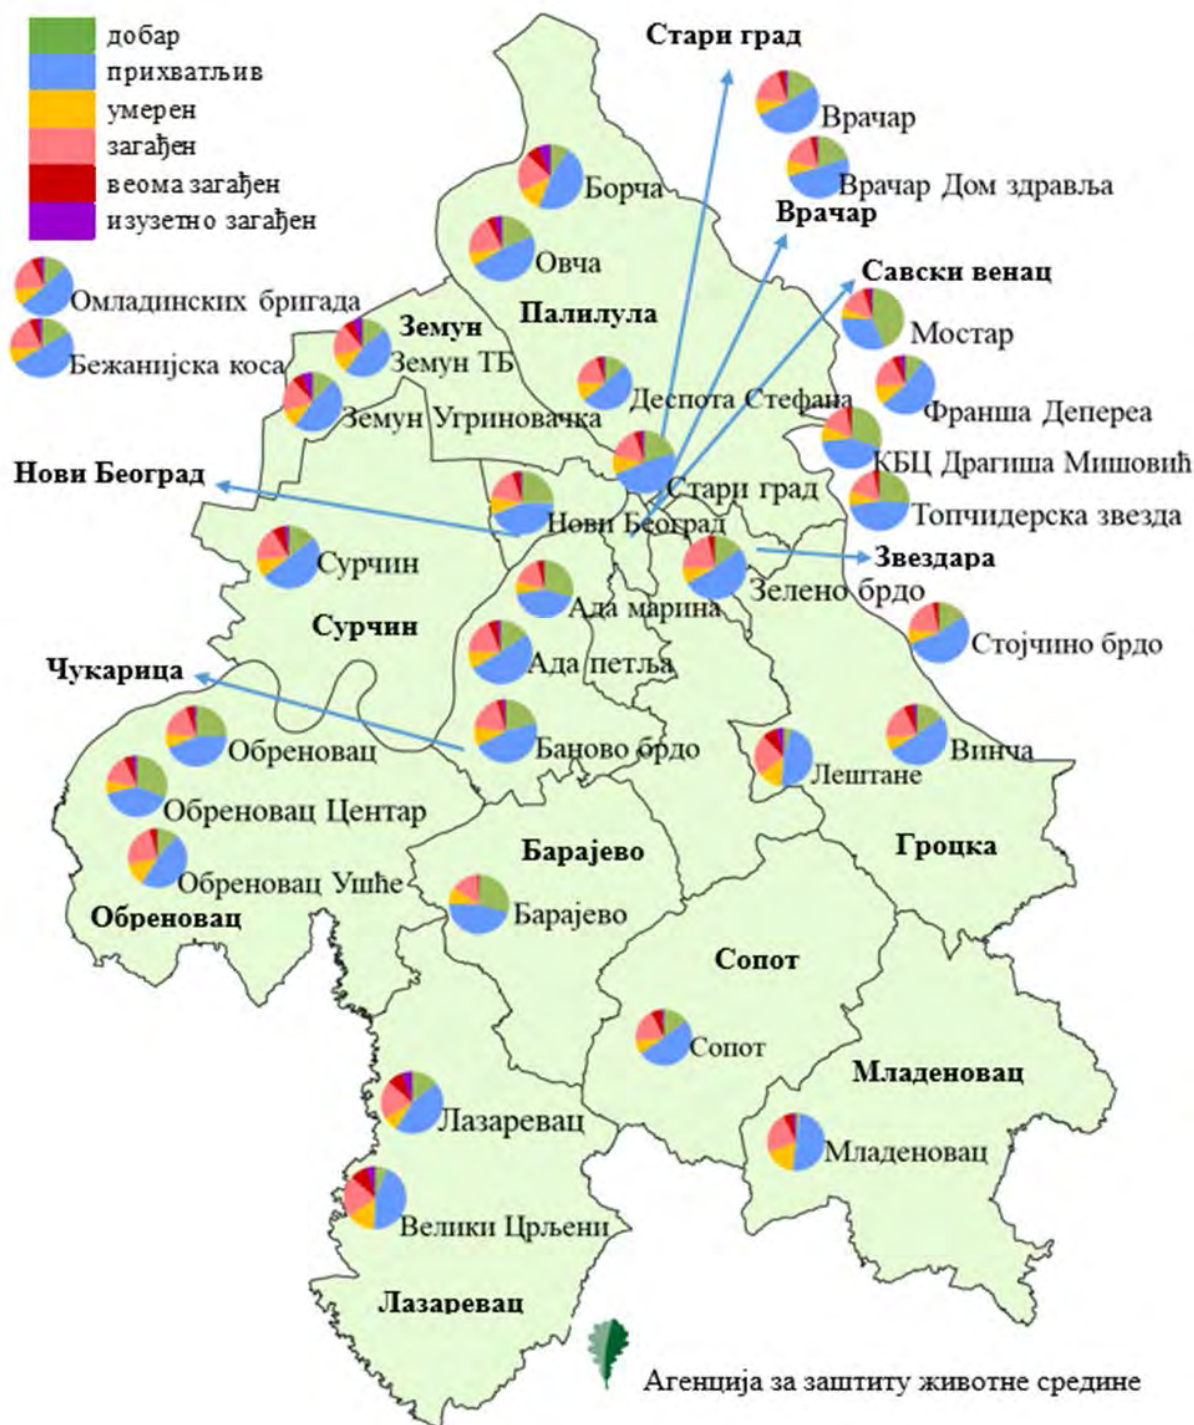 добар
прихватљив
умерен
загађен
веома загађен
изузетно загађен
Стари град
Врачар
Врачар Дом здравља
Врачар
Савски венац
Мостар
Франша Депереа
КБЦ Драгиша Мишовић
Топчидерска звезда
Звездара
Борча
Овча
Палилула
Омладинских бригада
Бежанијска коса
Земун
Земун ТБ
Земун Угриновачка
Деспота Стефана
Нови Београд
Стари град
Нови Београд
Сурчин
Зелено брдо
Ада марина
Сурчин
Стојчино брдо
Чукарица
Ада петља
Обреновац
Баново брдо
Винча
Лештане
Обреновац Центар
Барајево
Гроцка
Обреновац Ушће
Обреновац
Барајево
Сопот
Сопот
Младеновац
Лазаревац
Младеновац
Велики Црљени
Лазаревац
Агенција за заштиту животне средине